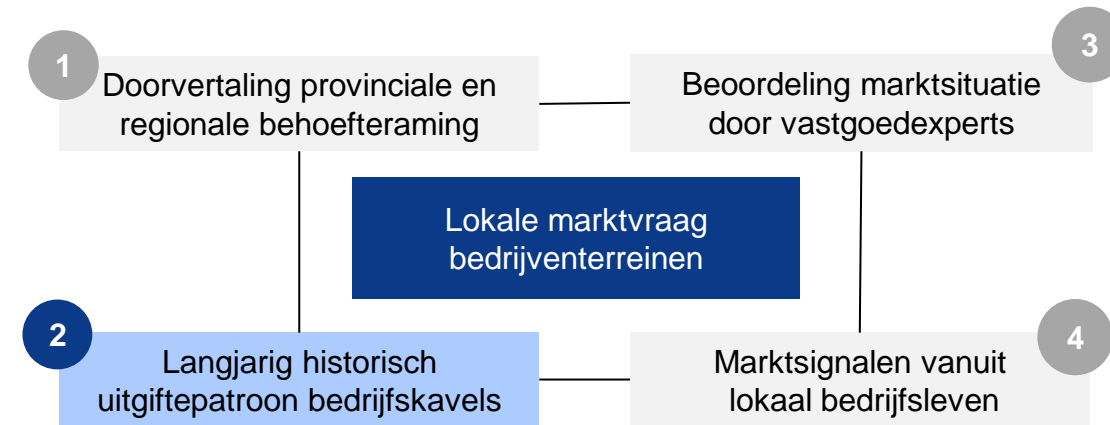 1
Doorvertaling provinciale en
regionale behoefteraming
3
Beoordeling marktsituatie
door vastgoedexperts
Lokale marktvraag
bedrijventerreinen
2
Langjarig historisch
uitgiftepatroon bedrijfskavels
4
Marktsignalen vanuit
lokaal bedrijfsleven